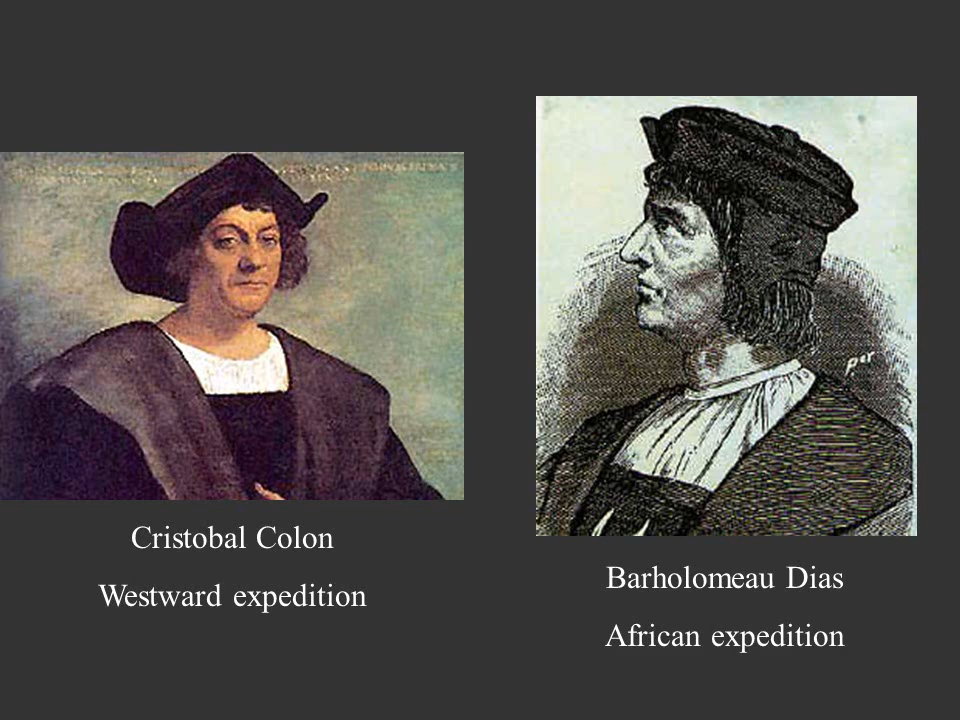 Cristobal Colon
Westward expedition
Barholomeau Dias
African expedition